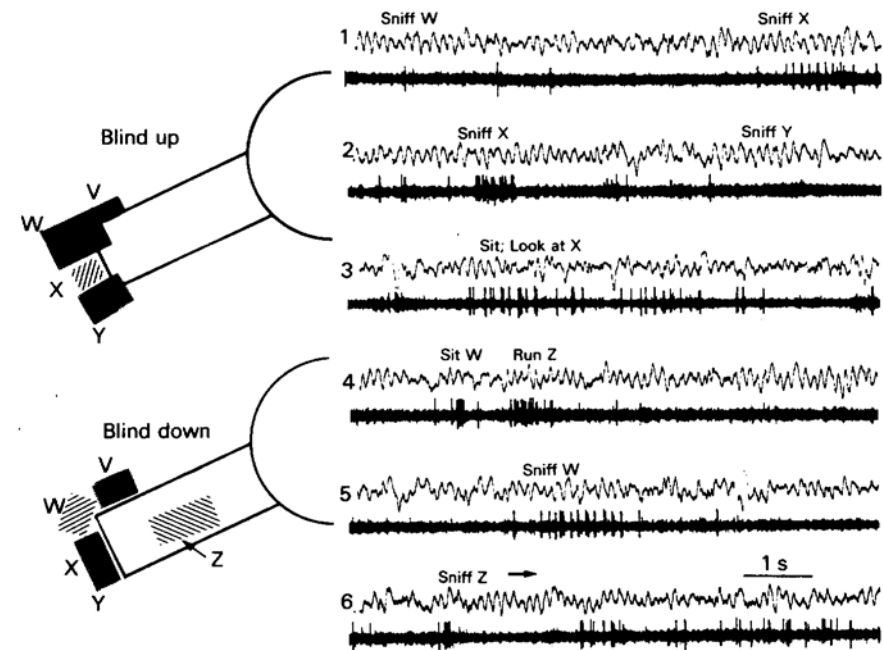 Blind up
V
W
X
Y
Blind down
V
W
X
Y
Z
1 Sniff W Sniff X
2 Sniff X Sniff Y
3 Sit; Look at X
4 Sit W Run Z
5 Sniff W
1 s
6 Sniff Z